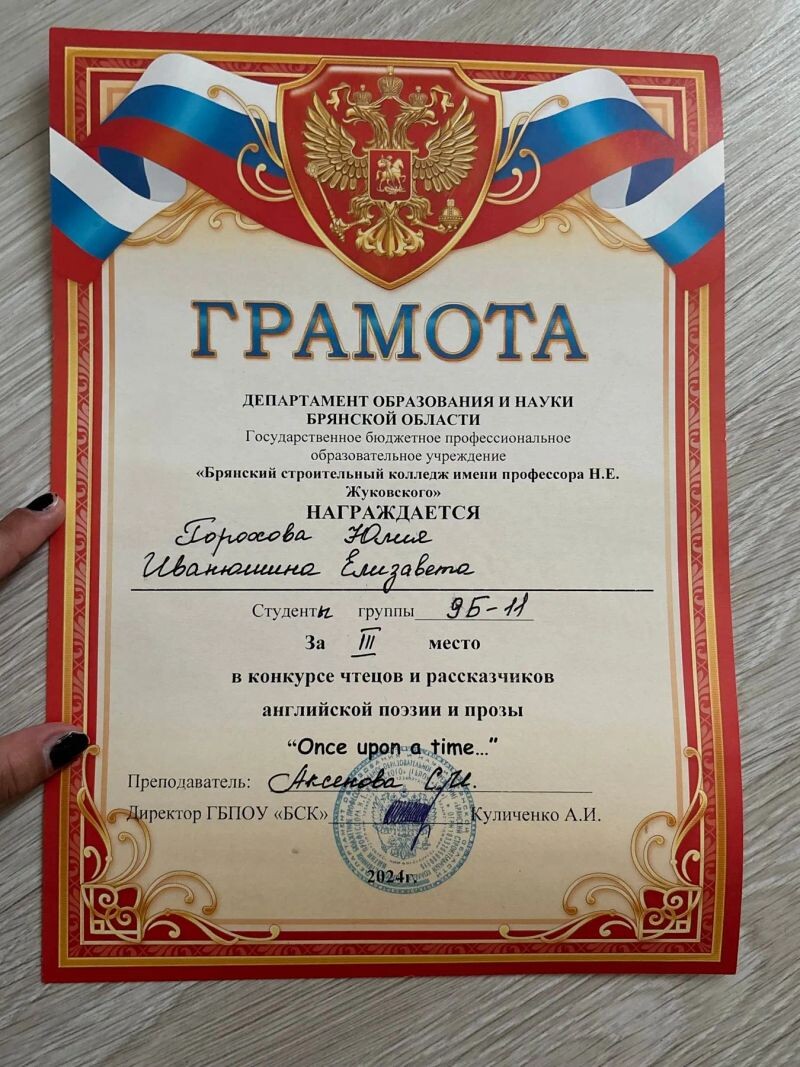 ГРАМОТА
ДЕПАРТАМЕНТ ОБРАЗОВАНИЯ И НАУКИ
БРЯНСКОЙ ОБЛАСТИ
Государственное бюджетное профессиональное
образовательное учреждение
«Брянский строительный колледж имени профессора Н.Е.
Жуковского»
НАГРАЖДАЕТСЯ
Горохова Юлия
Иванюшина Елизавета
Студенты группы 9Б-11
За III место
в конкурсе чтецов и рассказчиков
английской поэзии и прозы
“Once upon a time...”
Преподаватель: Аксенова С.И.
Директор ГБПОУ «БСК» Куличенко А.И.
2024г.